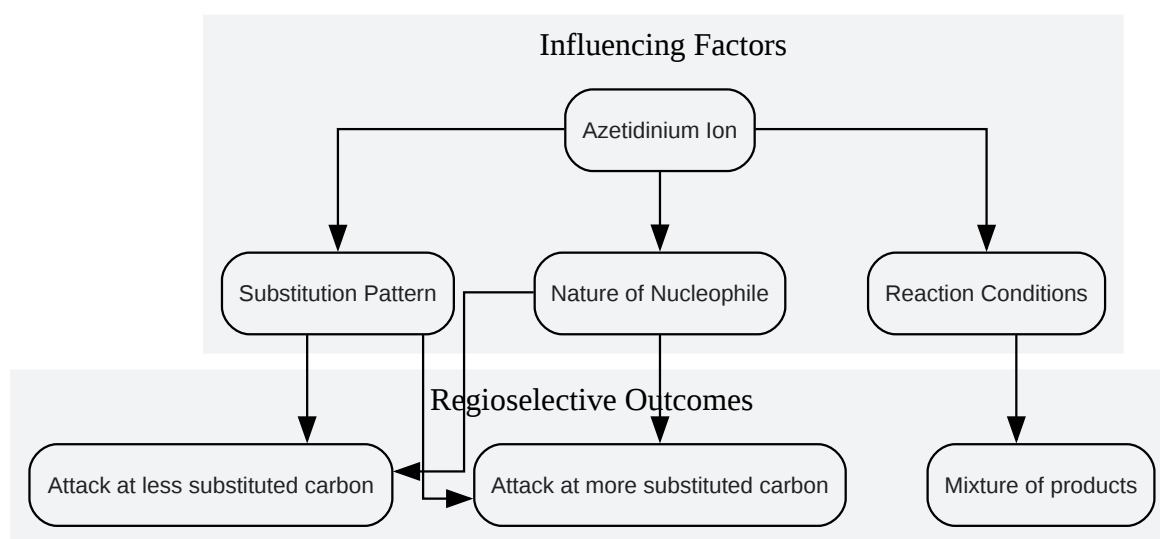 Influencing Factors
Azetidinium Ion
Substitution Pattern
Nature of Nucleophile
Reaction Conditions
Regioselective Outcomes
Attack at less substituted carbon
Attack at more substituted carbon
Mixture of products